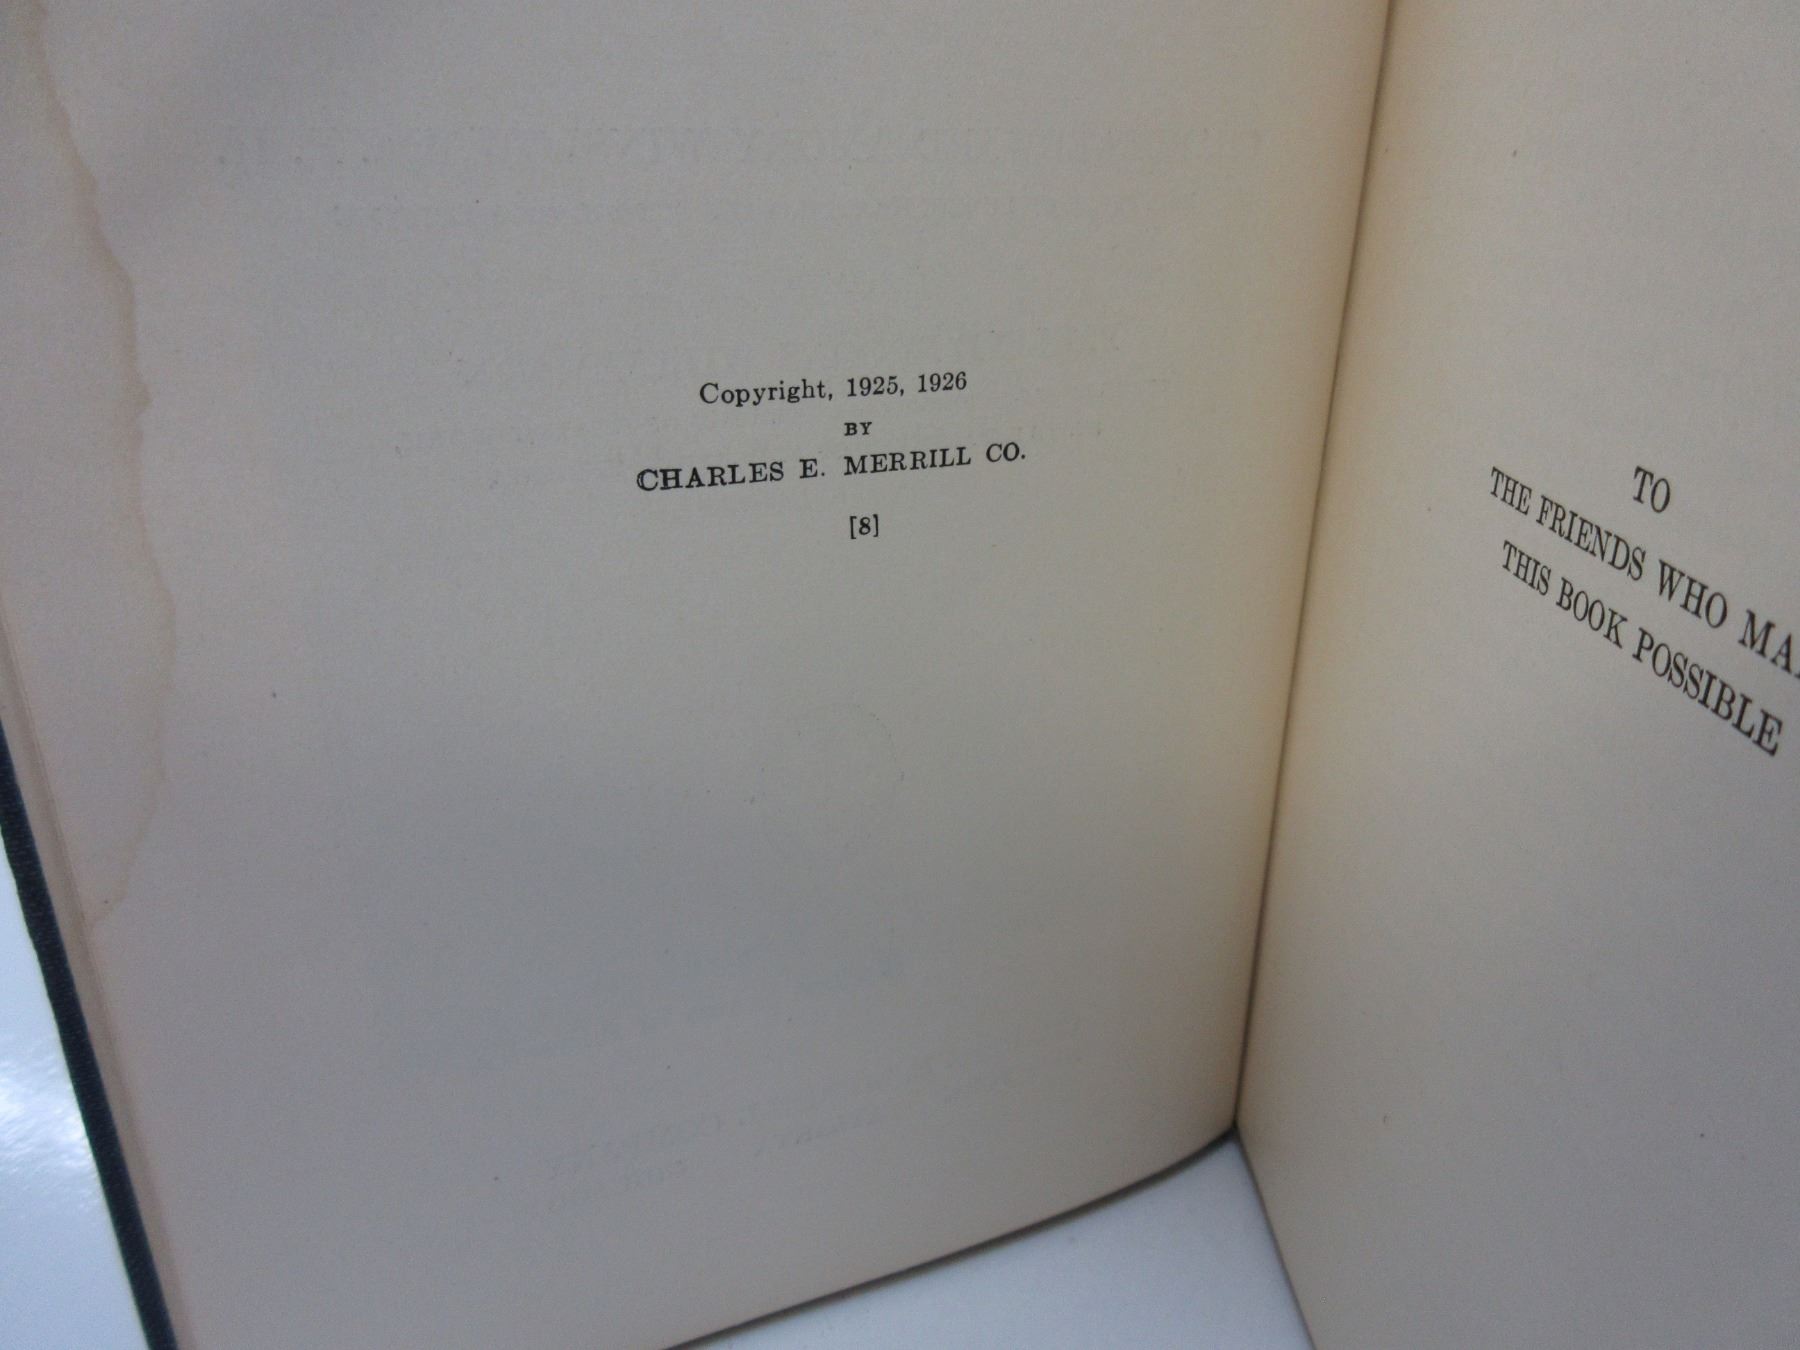 Copyright, 1925, 1926
BY
CHARLES E. MERRILL CO.
[8]
TO
THE FRIENDS WHO MA
THIS BOOK POSSIBLE